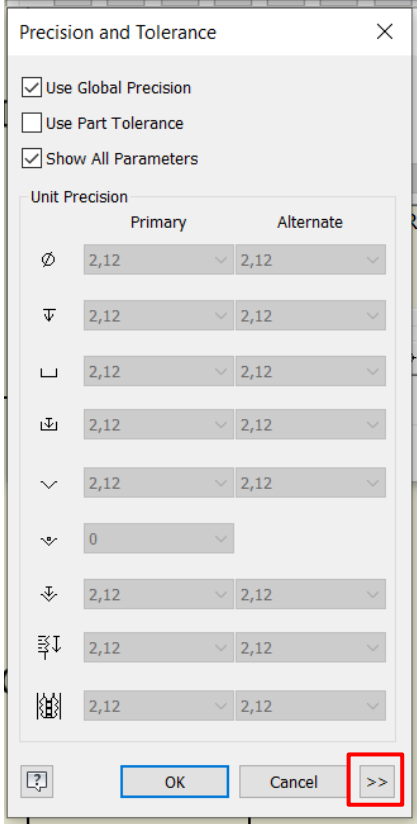 Precision and Tolerance
Use Global Precision
Use Part Tolerance
Show All Parameters
Unit Precision
Primary Alternate
2,12 2,12
2,12 2,12
2,12 2,12
2,12 2,12
2,12 2,12
0
2,12 2,12
2,12 2,12
2,12 2,12
? OK Cancel >>